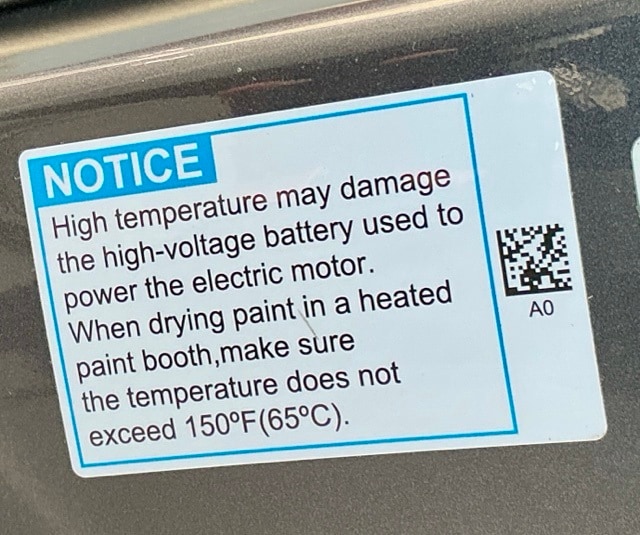 NOTICE
High temperature may damage
the high-voltage battery used to
power the electric motor.
When drying paint in a heated
paint booth,make sure
the temperature does not
exceed 150ºF(65ºC).
A0